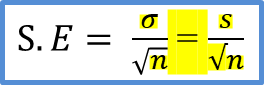 S. E = σ/√n = s/√n